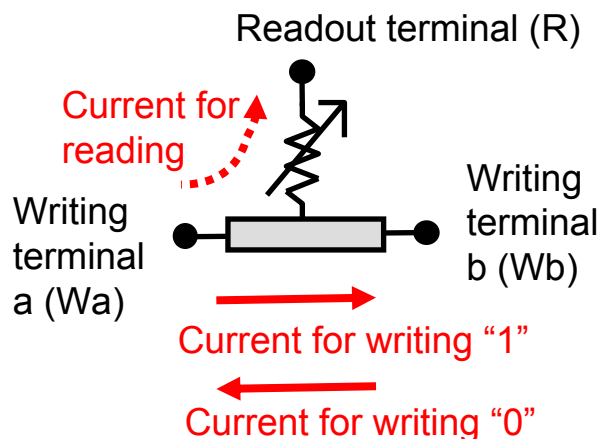 Readout terminal (R)
Current for
reading
Writing
terminal
a (Wa)
Writing
terminal
b (Wb)
Current for writing “1”
Current for writing “0”